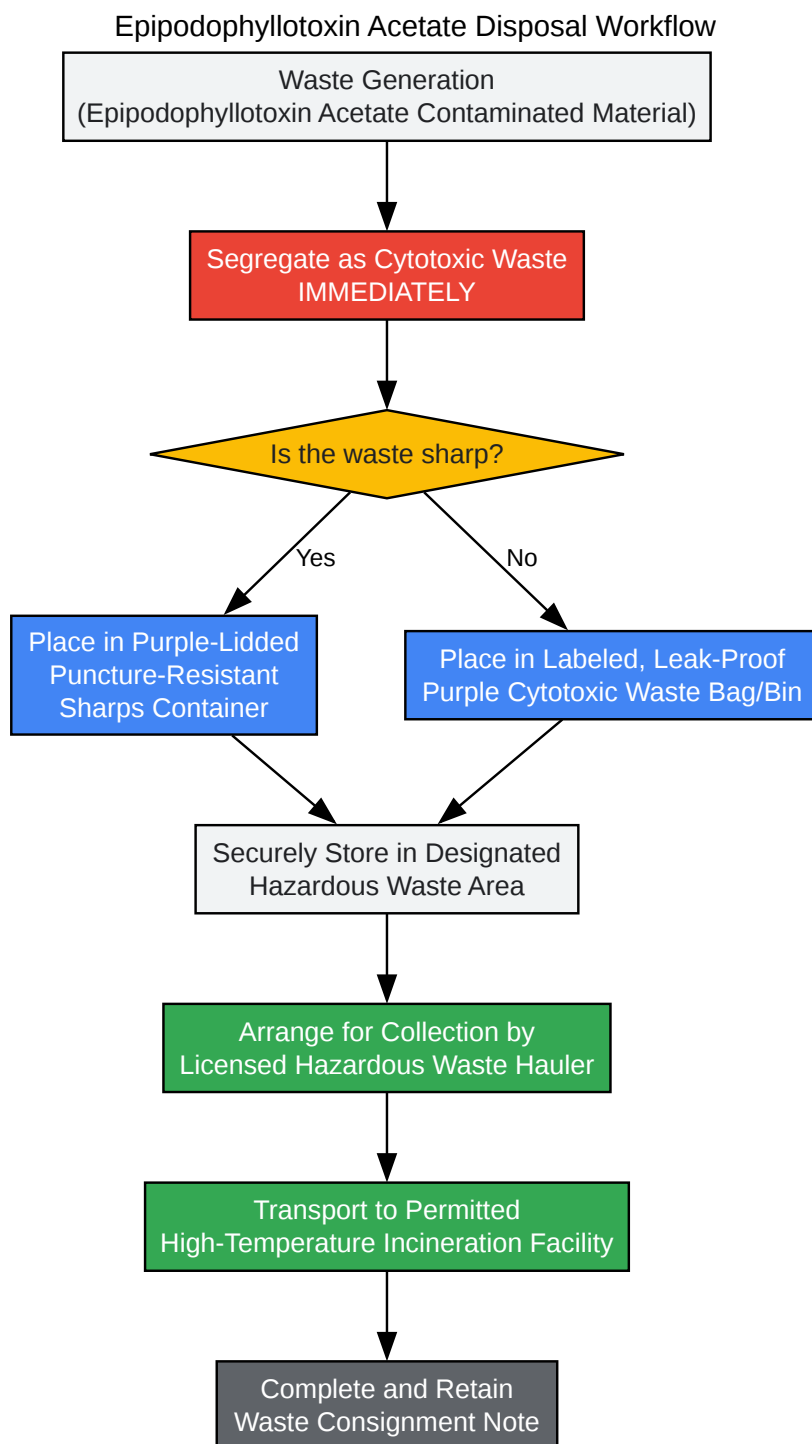 Epipodophyllotoxin Acetate Disposal Workflow
Waste Generation
(Epipodophyllotoxin Acetate Contaminated Material)
Segregate as Cytotoxic Waste
IMMEDIATELY
Is the waste sharp?
Yes
No
Place in Purple-Lidded
Puncture-Resistant
Sharps Container
Place in Labeled, Leak-Proof
Purple Cytotoxic Waste Bag/Bin
Securely Store in Designated
Hazardous Waste Area
Arrange for Collection by
Licensed Hazardous Waste Hauler
Transport to Permitted
High-Temperature Incineration Facility
Complete and Retain
Waste Consignment Note